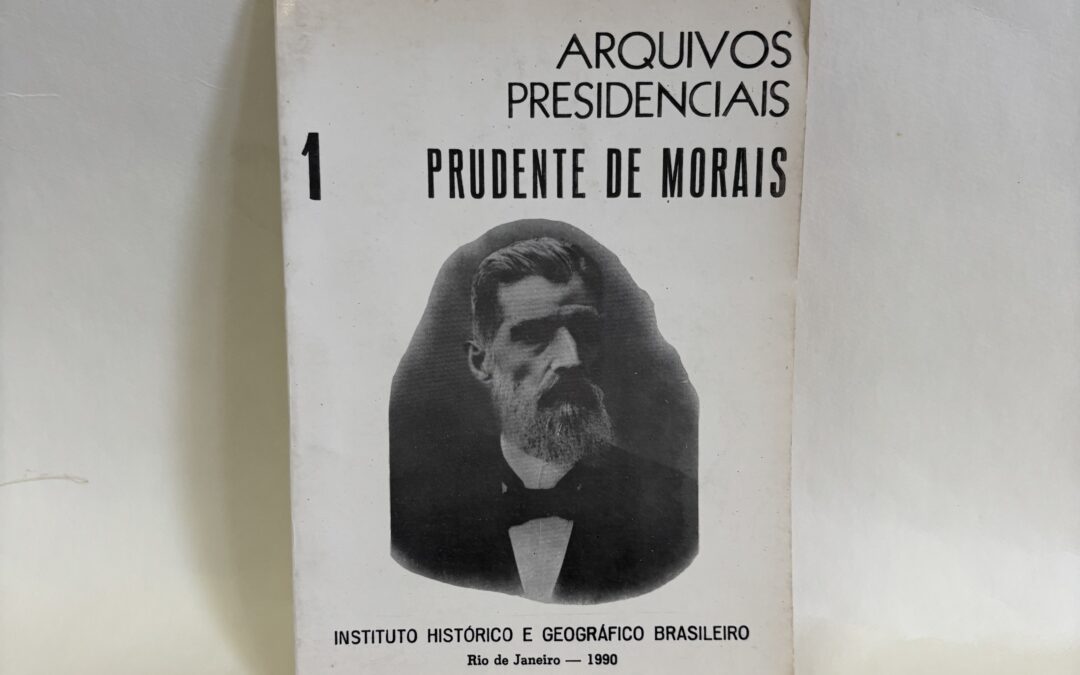 ARQUIVOS
PRESIDENCIAIS
1 PRUDENTE DE MORAIS
INSTITUTO HISTÓRICO E GEOGRÁFICO BRASILEIRO
Rio de Janeiro — 1990